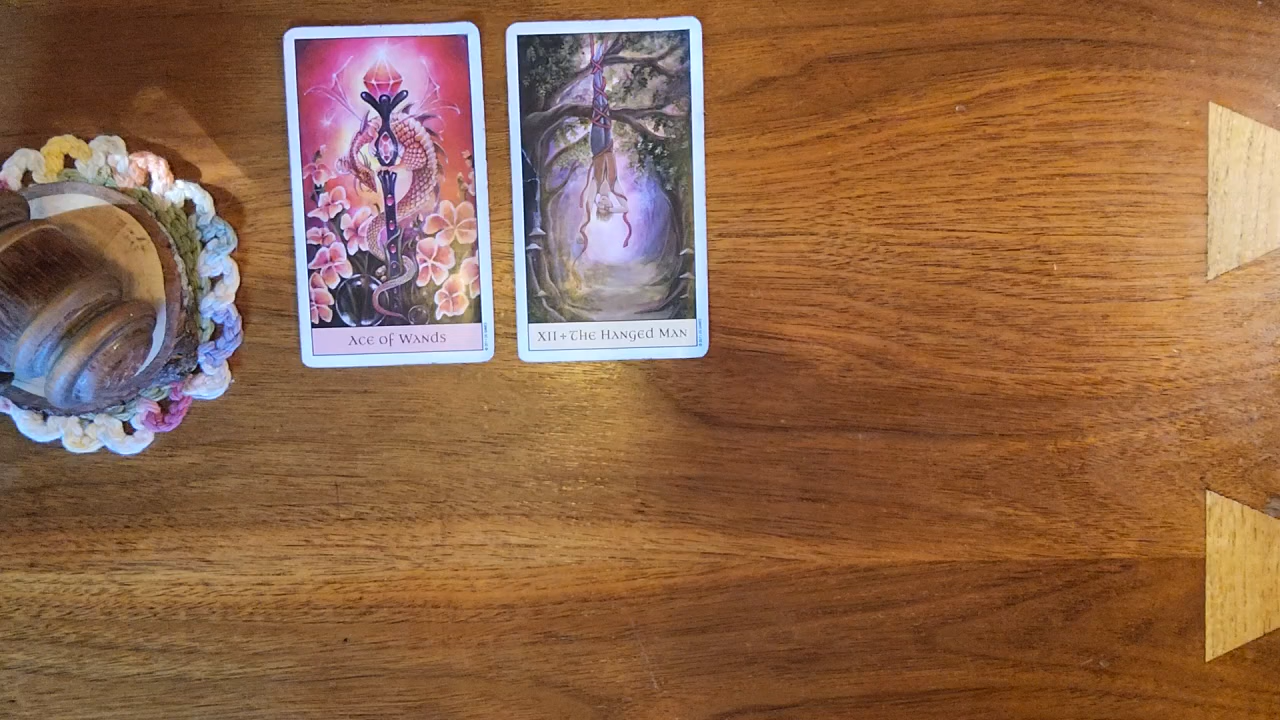 Ace of Wands
XII + The Hanged Man